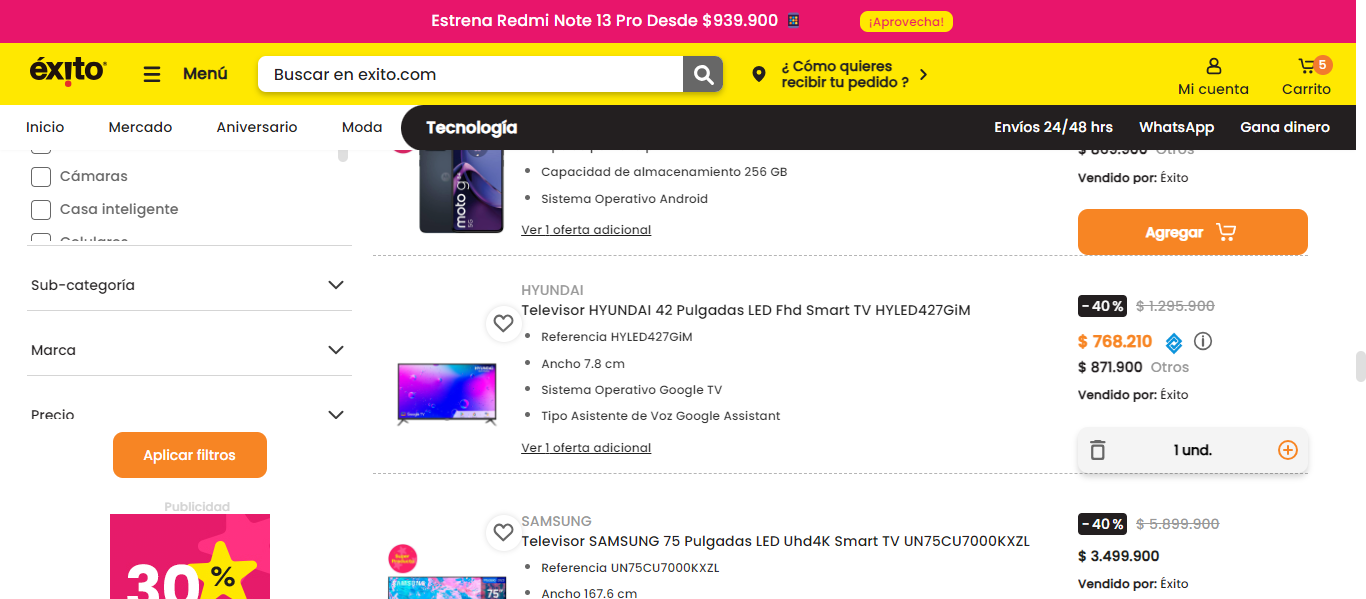 Estrena Redmi Note 13 Pro Desde $939.900
¡Aprovecha!
éxito
Menú
Buscar en exito.com
¿ Cómo quieres
recibir tu pedido ?
Mi cuenta
5
Carrito
Inicio
Mercado
Aniversario
Moda
Tecnología
Envíos 24/48 hrs
WhatsApp
Gana dinero
Cámaras
Casa inteligente
Celulares
Sub-categoría
Marca
Precio
Aplicar filtros
Publicidad
30%
moto g
5G
Capacidad de almacenamiento 256 GB
Sistema Operativo Android
Ver 1 oferta adicional
$ 869.900 Otros
Vendido por: Éxito
Agregar
HYUNDAI
Televisor HYUNDAI 42 Pulgadas LED Fhd Smart TV HYLED427GiM
Referencia HYLED427GiM
Ancho 7.8 cm
Sistema Operativo Google TV
Tipo Asistente de Voz Google Assistant
Ver 1 oferta adicional
-40% $ 1.295.900
$ 768.210
$ 871.900 Otros
Vendido por: Éxito
1 und.
SAMSUNG
Televisor SAMSUNG 75 Pulgadas LED Uhd4K Smart TV UN75CU7000KXZL
Referencia UN75CU7000KXZL
Ancho 167.6 cm
SAMSUNG
75"
-40% $ 5.899.900
$ 3.499.900
Vendido por: Éxito